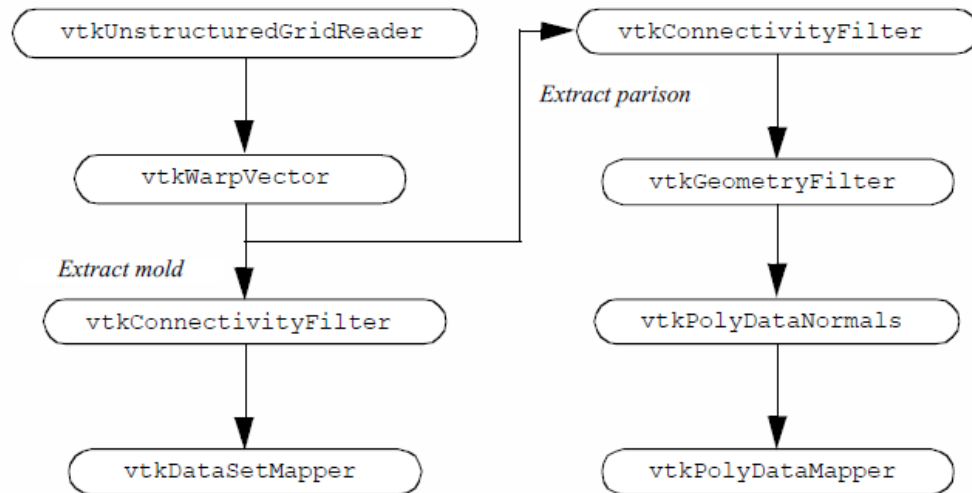 vtkUnstructuredGridReader
vtkWarpVector
Extract mold
vtkConnectivityFilter
vtkDataSetMapper
vtkConnectivityFilter
Extract parison
vtkGeometryFilter
vtkPolyDataNormals
vtkPolyDataMapper